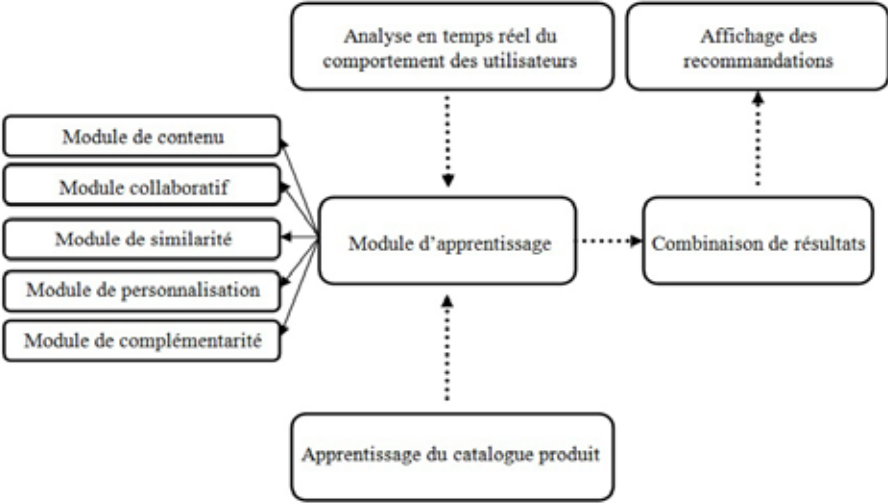 Analyse en temps réel du
comportement des utilisateurs
Affichage des
recommandations
Module de contenu
Module collaboratif
Module de similarité
Module de personnalisation
Module de complémentarité
Module d’apprentissage
Combinaison de résultats
Apprentissage du catalogue produit